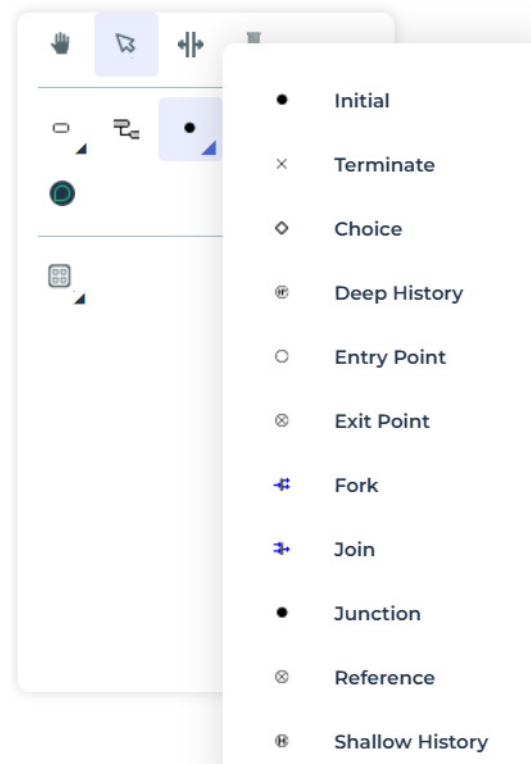 Initial
Terminate
Choice
Deep History
Entry Point
Exit Point
Fork
Join
Junction
Reference
Shallow History